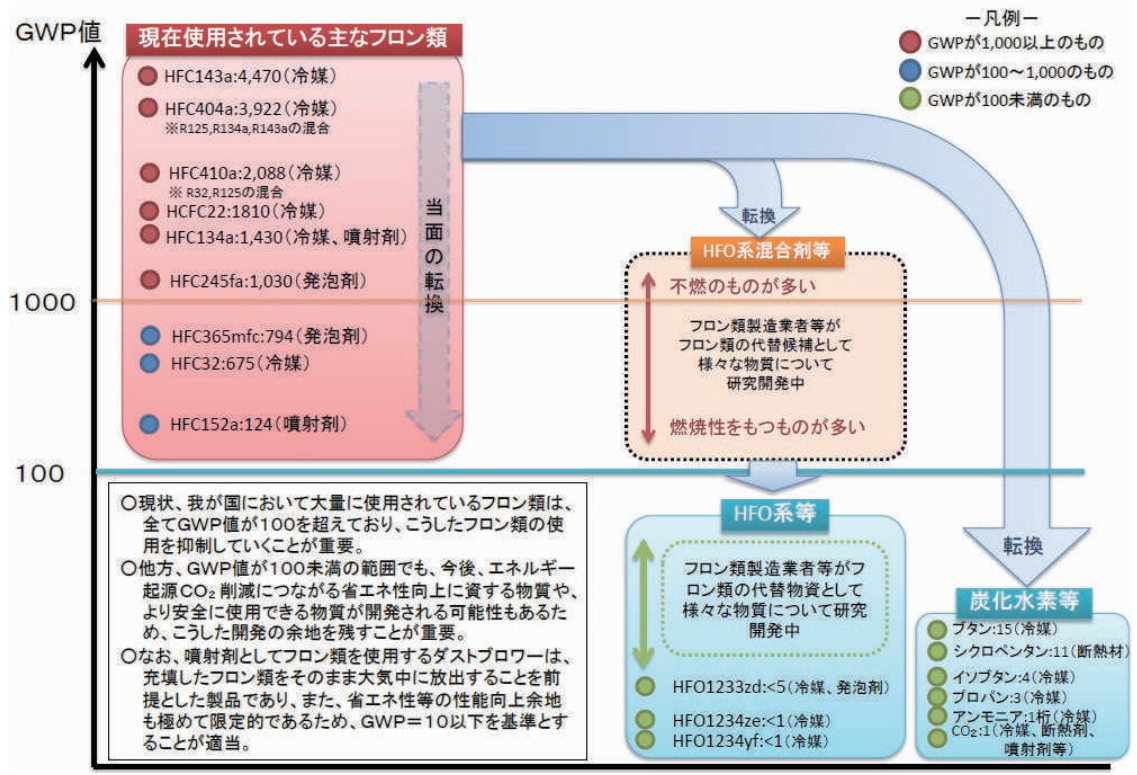 GWP値
現在使用されている主なフロン類
HFC143a:4,470(冷媒)
HFC404a:3,922(冷媒)
※R125,R134a,R143aの混合
HFC410a:2,088(冷媒)
※ R32,R125の混合
HCFC22:1810(冷媒)
HFC134a:1,430(冷媒、噴射剤)
HFC245fa:1,030(発泡剤)
HFC365mfc:794(発泡剤)
HFC32:675(冷媒)
HFC152a:124(噴射剤)
当面の転換
1000
100
-凡例-
GWPが1,000以上のもの
GWPが100~1,000のもの
GWPが100未満のもの
転換
HFO系混合剤等
不燃のものが多い
フロン類製造業者等が
フロン類の代替候補として
様々な物質について
研究開発中
燃焼性をもつものが多い
HFO系等
フロン類製造業者等がフ
ロン類の代替物資として
様々な物質について研究
開発中
HFO1233zd:<5(冷媒、発泡剤)
HFO1234ze:<1(冷媒)
HFO1234yf:<1(冷媒)
転換
炭化水素等
ブタン:15(冷媒)
シクロペンタン:11(断熱材)
イソブタン:4(冷媒)
プロパン:3(冷媒)
アンモニア:1桁(冷媒)
CO₂:1(冷媒、断熱剤、
噴射剤等)
○現状、我が国において大量に使用されているフロン類は、
全てGWP値が100を超えており、こうしたフロン類の使
用を抑制していくことが重要。
○他方、GWP値が100未満の範囲でも、今後、エネルギー
起源CO₂削減につながる省エネ性向上に資する物質や、
より安全に使用できる物質が開発される可能性もあるた
め、こうした開発の余地を残すことが重要。
○なお、噴射剤としてフロン類を使用するダストブロワーは、
充填したフロン類をそのまま大気中に放出することを前
提とした製品であり、また、省エネ性等の性能向上余地
も極めて限定的であるため、GWP=10以下を基準とす
ることが適当。